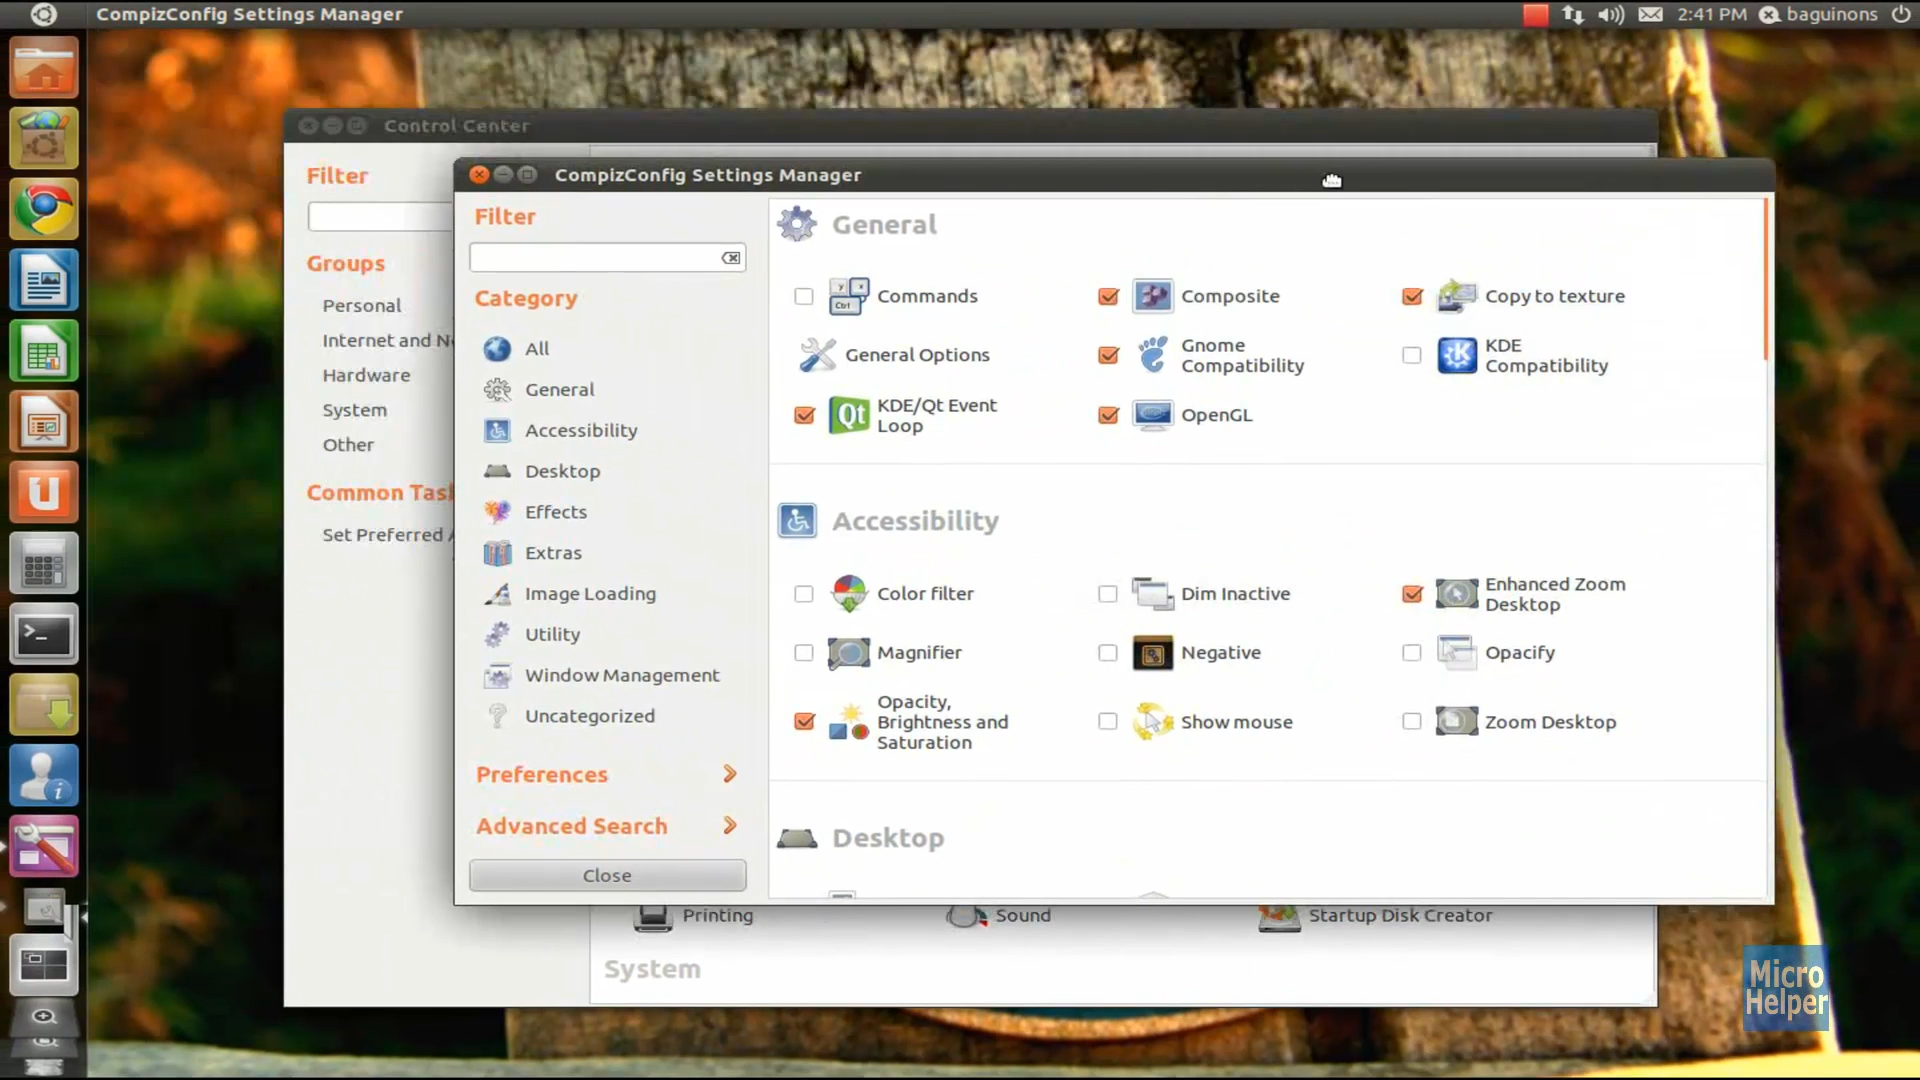 CompizConfig Settings Manager
2:41 PM
baguinons
Control Center
Filter
Groups
Personal
Internet and N
Hardware
System
Other
Common Tas
Set Preferred
CompizConfig Settings Manager
Filter
Category
All
General
Accessibility
Desktop
Effects
Extras
Image Loading
Utility
Window Management
Uncategorized
Preferences
Advanced Search
Close
General
Commands
Ctrl
Composite
Copy to texture
General Options
Gnome
Compatibility
KDE
Compatibility
Qt
KDE/Qt Event
Loop
OpenGL
Accessibility
Color filter
Dim Inactive
Enhanced Zoom
Desktop
Magnifier
Negative
Opacify
Opacity,
Brightness and
Saturation
Show mouse
Zoom Desktop
Desktop
Printing
Sound
Startup Disk Creator
System
Micro
Helper